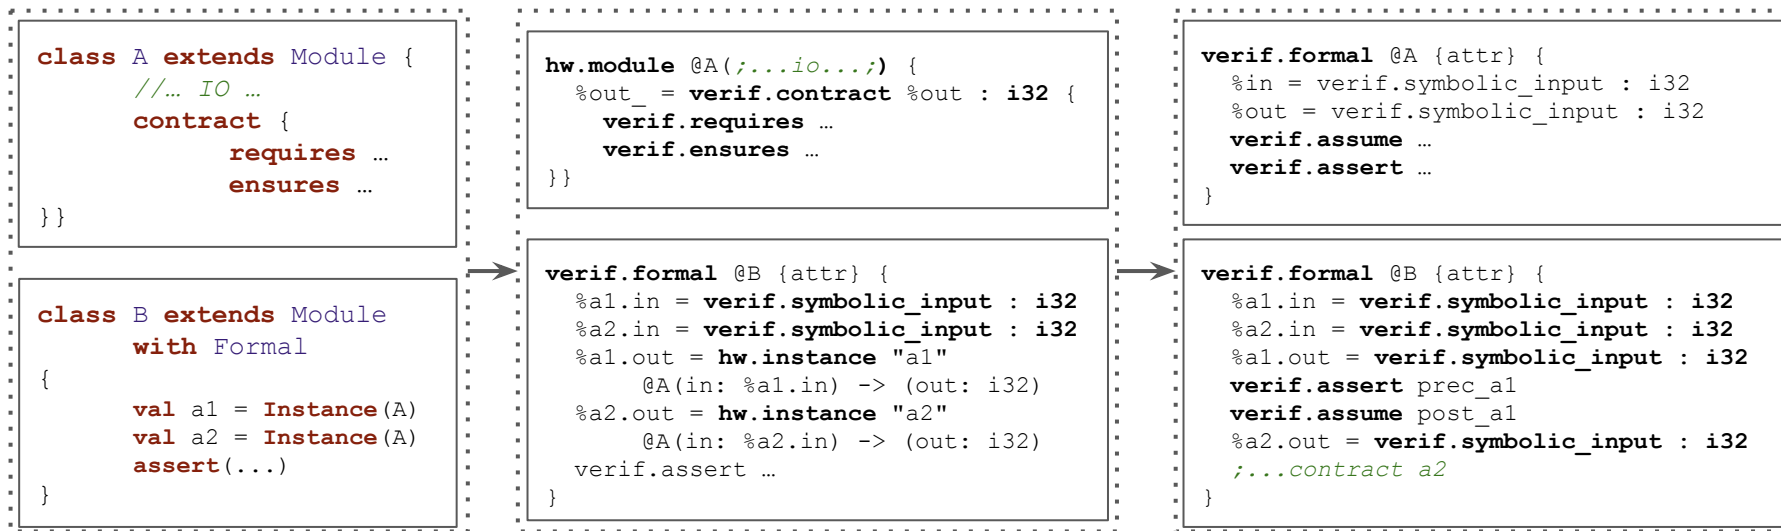 class A extends Module {
//… IO …
contract {
requires …
ensures …
}}
class B extends Module
with Formal
{
val a1 = Instance(A)
val a2 = Instance(A)
assert(...)
}
hw.module @A(;...io...;) {
%out_ = verif.contract %out : i32 {
verif.requires …
verif.ensures …
}}
verif.formal @B {attr} {
%a1.in = verif.symbolic_input : i32
%a2.in = verif.symbolic_input : i32
%a1.out = hw.instance "a1"
@A(in: %a1.in) -> (out: i32)
%a2.out = hw.instance "a2"
@A(in: %a2.in) -> (out: i32)
verif.assert …
}
verif.formal @A {attr} {
%in = verif.symbolic_input : i32
%out = verif.symbolic_input : i32
verif.assume …
verif.assert …
}
verif.formal @B {attr} {
%a1.in = verif.symbolic_input : i32
%a2.in = verif.symbolic_input : i32
%a1.out = verif.symbolic_input : i32
verif.assert prec_a1
verif.assume post_a1
%a2.out = verif.symbolic_input : i32
;...contract a2
}